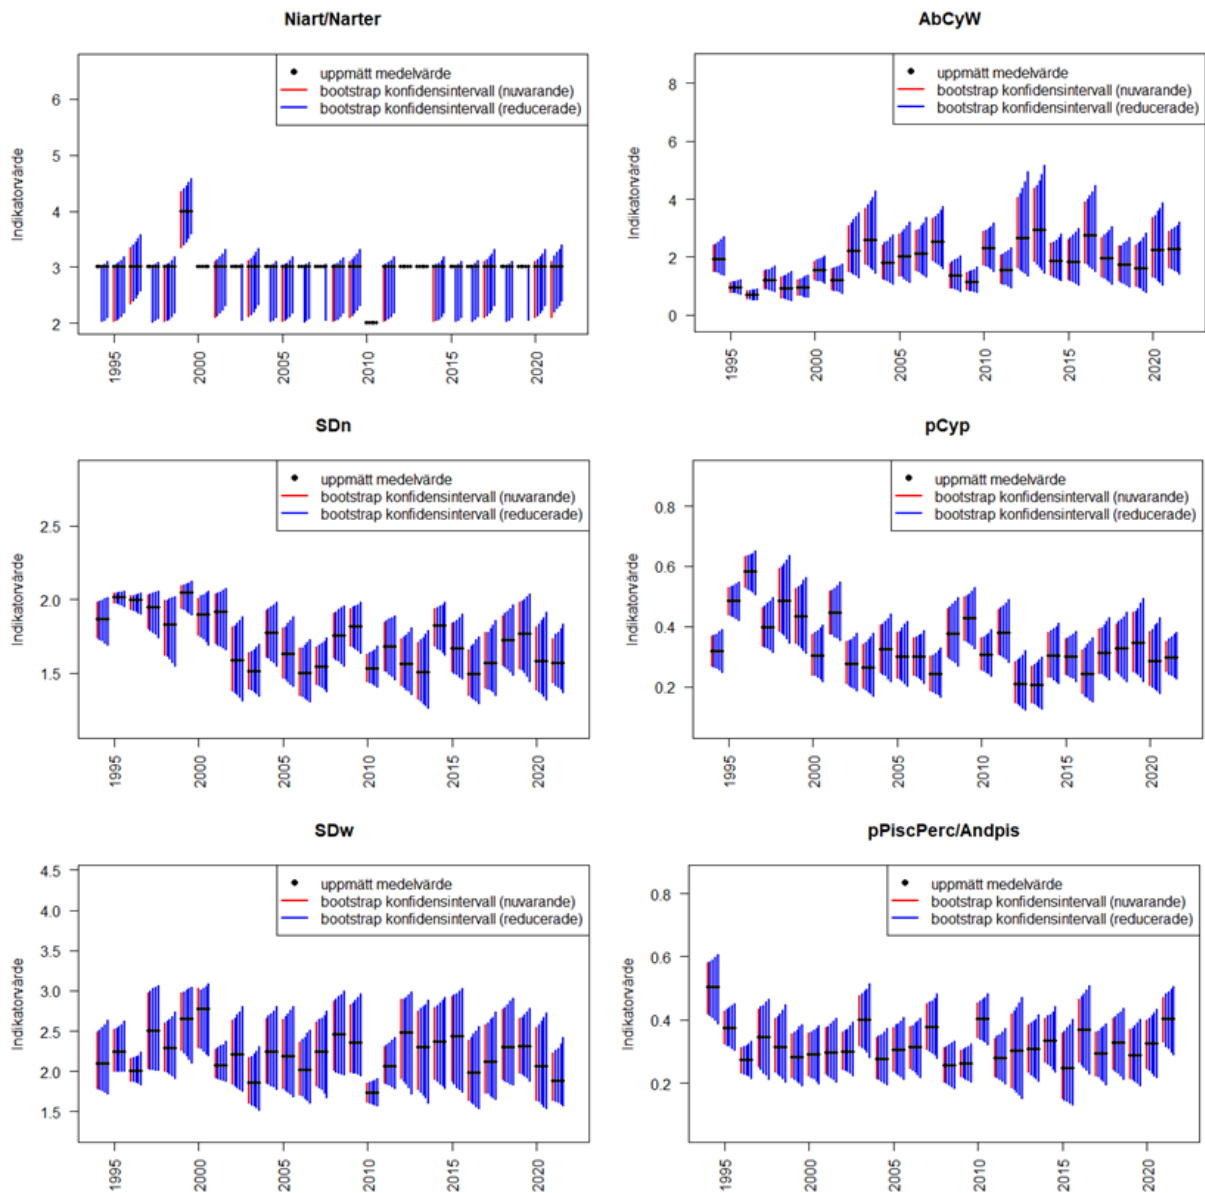 Niart/Narter
Indikatorvärde
6
5
4
3
2
uppmätt medelvärde
bootstrap konfidensintervall (nuvarande)
bootstrap konfidensintervall (reducerade)
1995
2000
2005
2010
2015
2020
AbCyW
Indikatorvärde
8
6
4
2
0
uppmätt medelvärde
bootstrap konfidensintervall (nuvarande)
bootstrap konfidensintervall (reducerade)
1995
2000
2005
2010
2015
2020
SDn
Indikatorvärde
2.5
2.0
1.5
uppmätt medelvärde
bootstrap konfidensintervall (nuvarande)
bootstrap konfidensintervall (reducerade)
1995
2000
2005
2010
2015
2020
pCyp
Indikatorvärde
0.8
0.6
0.4
0.2
uppmätt medelvärde
bootstrap konfidensintervall (nuvarande)
bootstrap konfidensintervall (reducerade)
1995
2000
2005
2010
2015
2020
SDw
Indikatorvärde
4.5
4.0
3.5
3.0
2.5
2.0
1.5
uppmätt medelvärde
bootstrap konfidensintervall (nuvarande)
bootstrap konfidensintervall (reducerade)
1995
2000
2005
2010
2015
2020
pPiscPerc/Andpis
Indikatorvärde
0.8
0.6
0.4
0.2
uppmätt medelvärde
bootstrap konfidensintervall (nuvarande)
bootstrap konfidensintervall (reducerade)
1995
2000
2005
2010
2015
2020